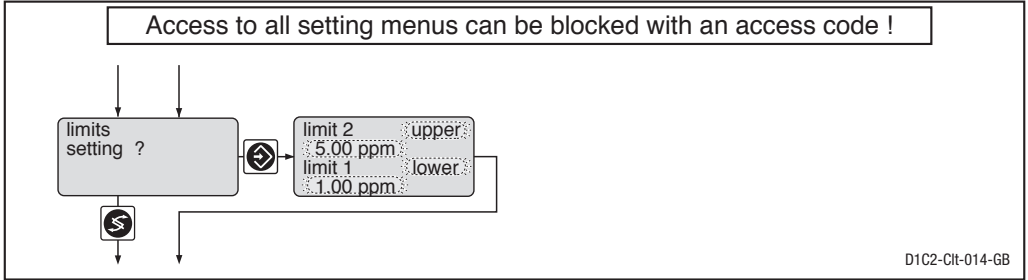 Access to all setting menus can be blocked with an access code !
limits
setting ?
limit 2 upper
5.00 ppm
limit 1 lower
1.00 ppm
D1C2-Clt-014-GB